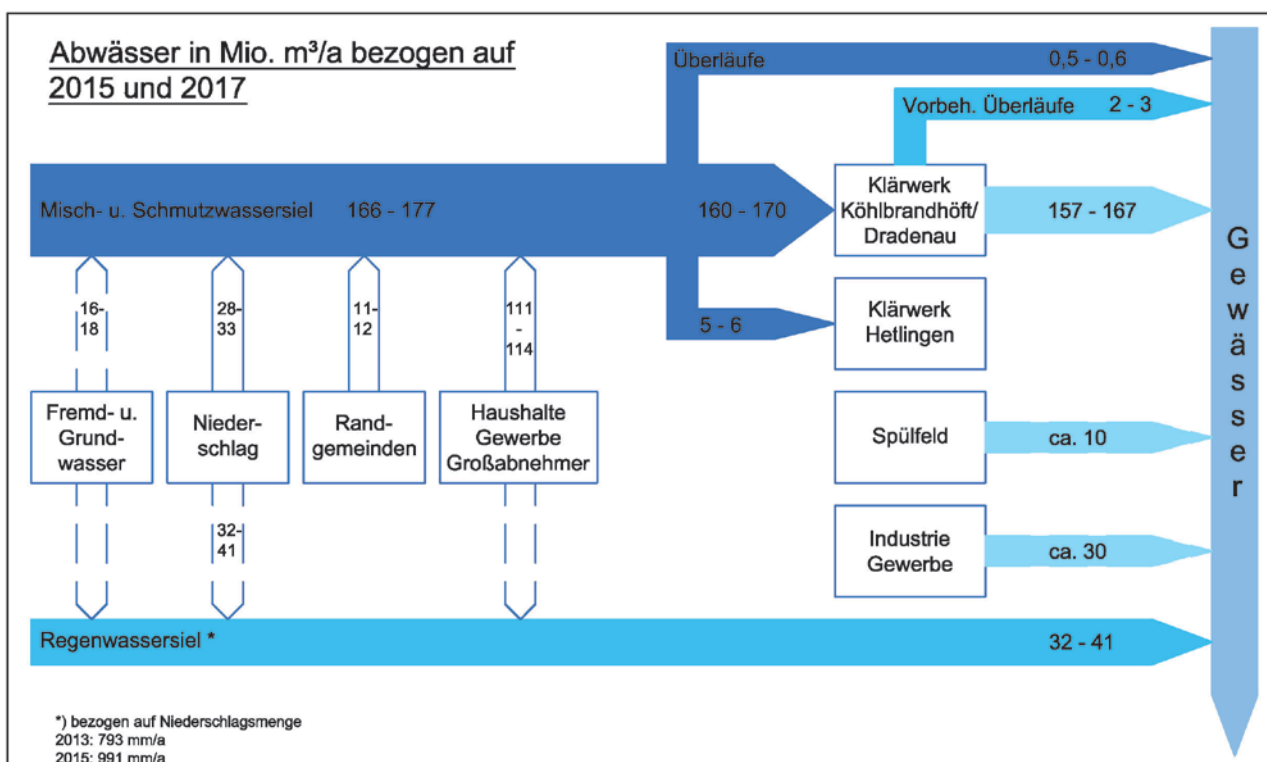 Abwässer in Mio. m³/a bezogen auf
2015 und 2017
Überläufe 0,5 - 0,6
Vorbeh. Überläufe 2 - 3
Misch- u. Schmutzwassersiel 166 - 177 160 - 170
Klärwerk
Köhlbrandhöft/
Dradenau
157 - 167
5 - 6
Klärwerk
Hetlingen
16-
18
28-
33
11-
12
111
-
114
Fremd- u.
Grund-
wasser
Nieder-
schlag
Rand-
gemeinden
Haushalte
Gewerbe
Großabnehmer
Spülfeld
ca. 10
32-
41
Industrie
Gewerbe
ca. 30
Regenwassersiel * 32 - 41
Gewässer
*) bezogen auf Niederschlagsmenge
2013: 793 mm/a
2015: 991 mm/a